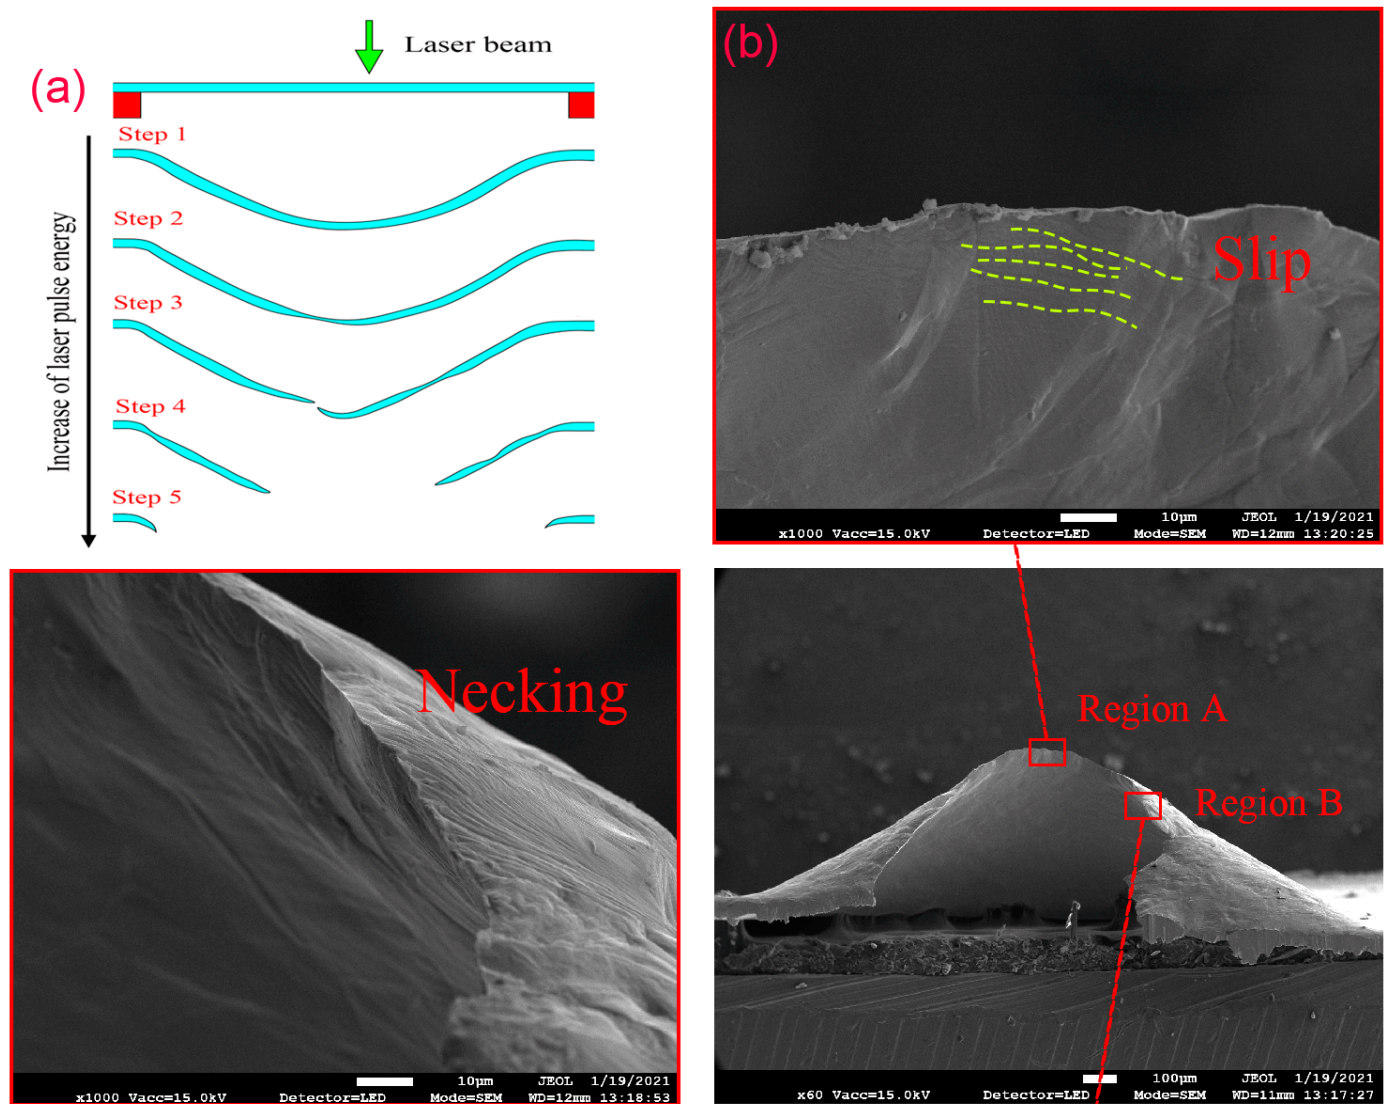 (a)
Laser beam
Step 1
Step 2
Step 3
Step 4
Step 5
Increase of laser pulse energy
(b)
Slip
10μm JEOL 1/19/2021
x1000 Vacc=15.0kV Detector=LED Mode=SEM WD=12mm 13:20:25
Necking
10μm JEOL 1/19/2021
x1000 Vacc=15.0kV Detector=LED Mode=SEM WD=12mm 13:18:53
Region A
Region B
100μm JEOL 1/19/2021
x60 Vacc=15.0kV Detector=LED Mode=SEM WD=11mm 13:17:27